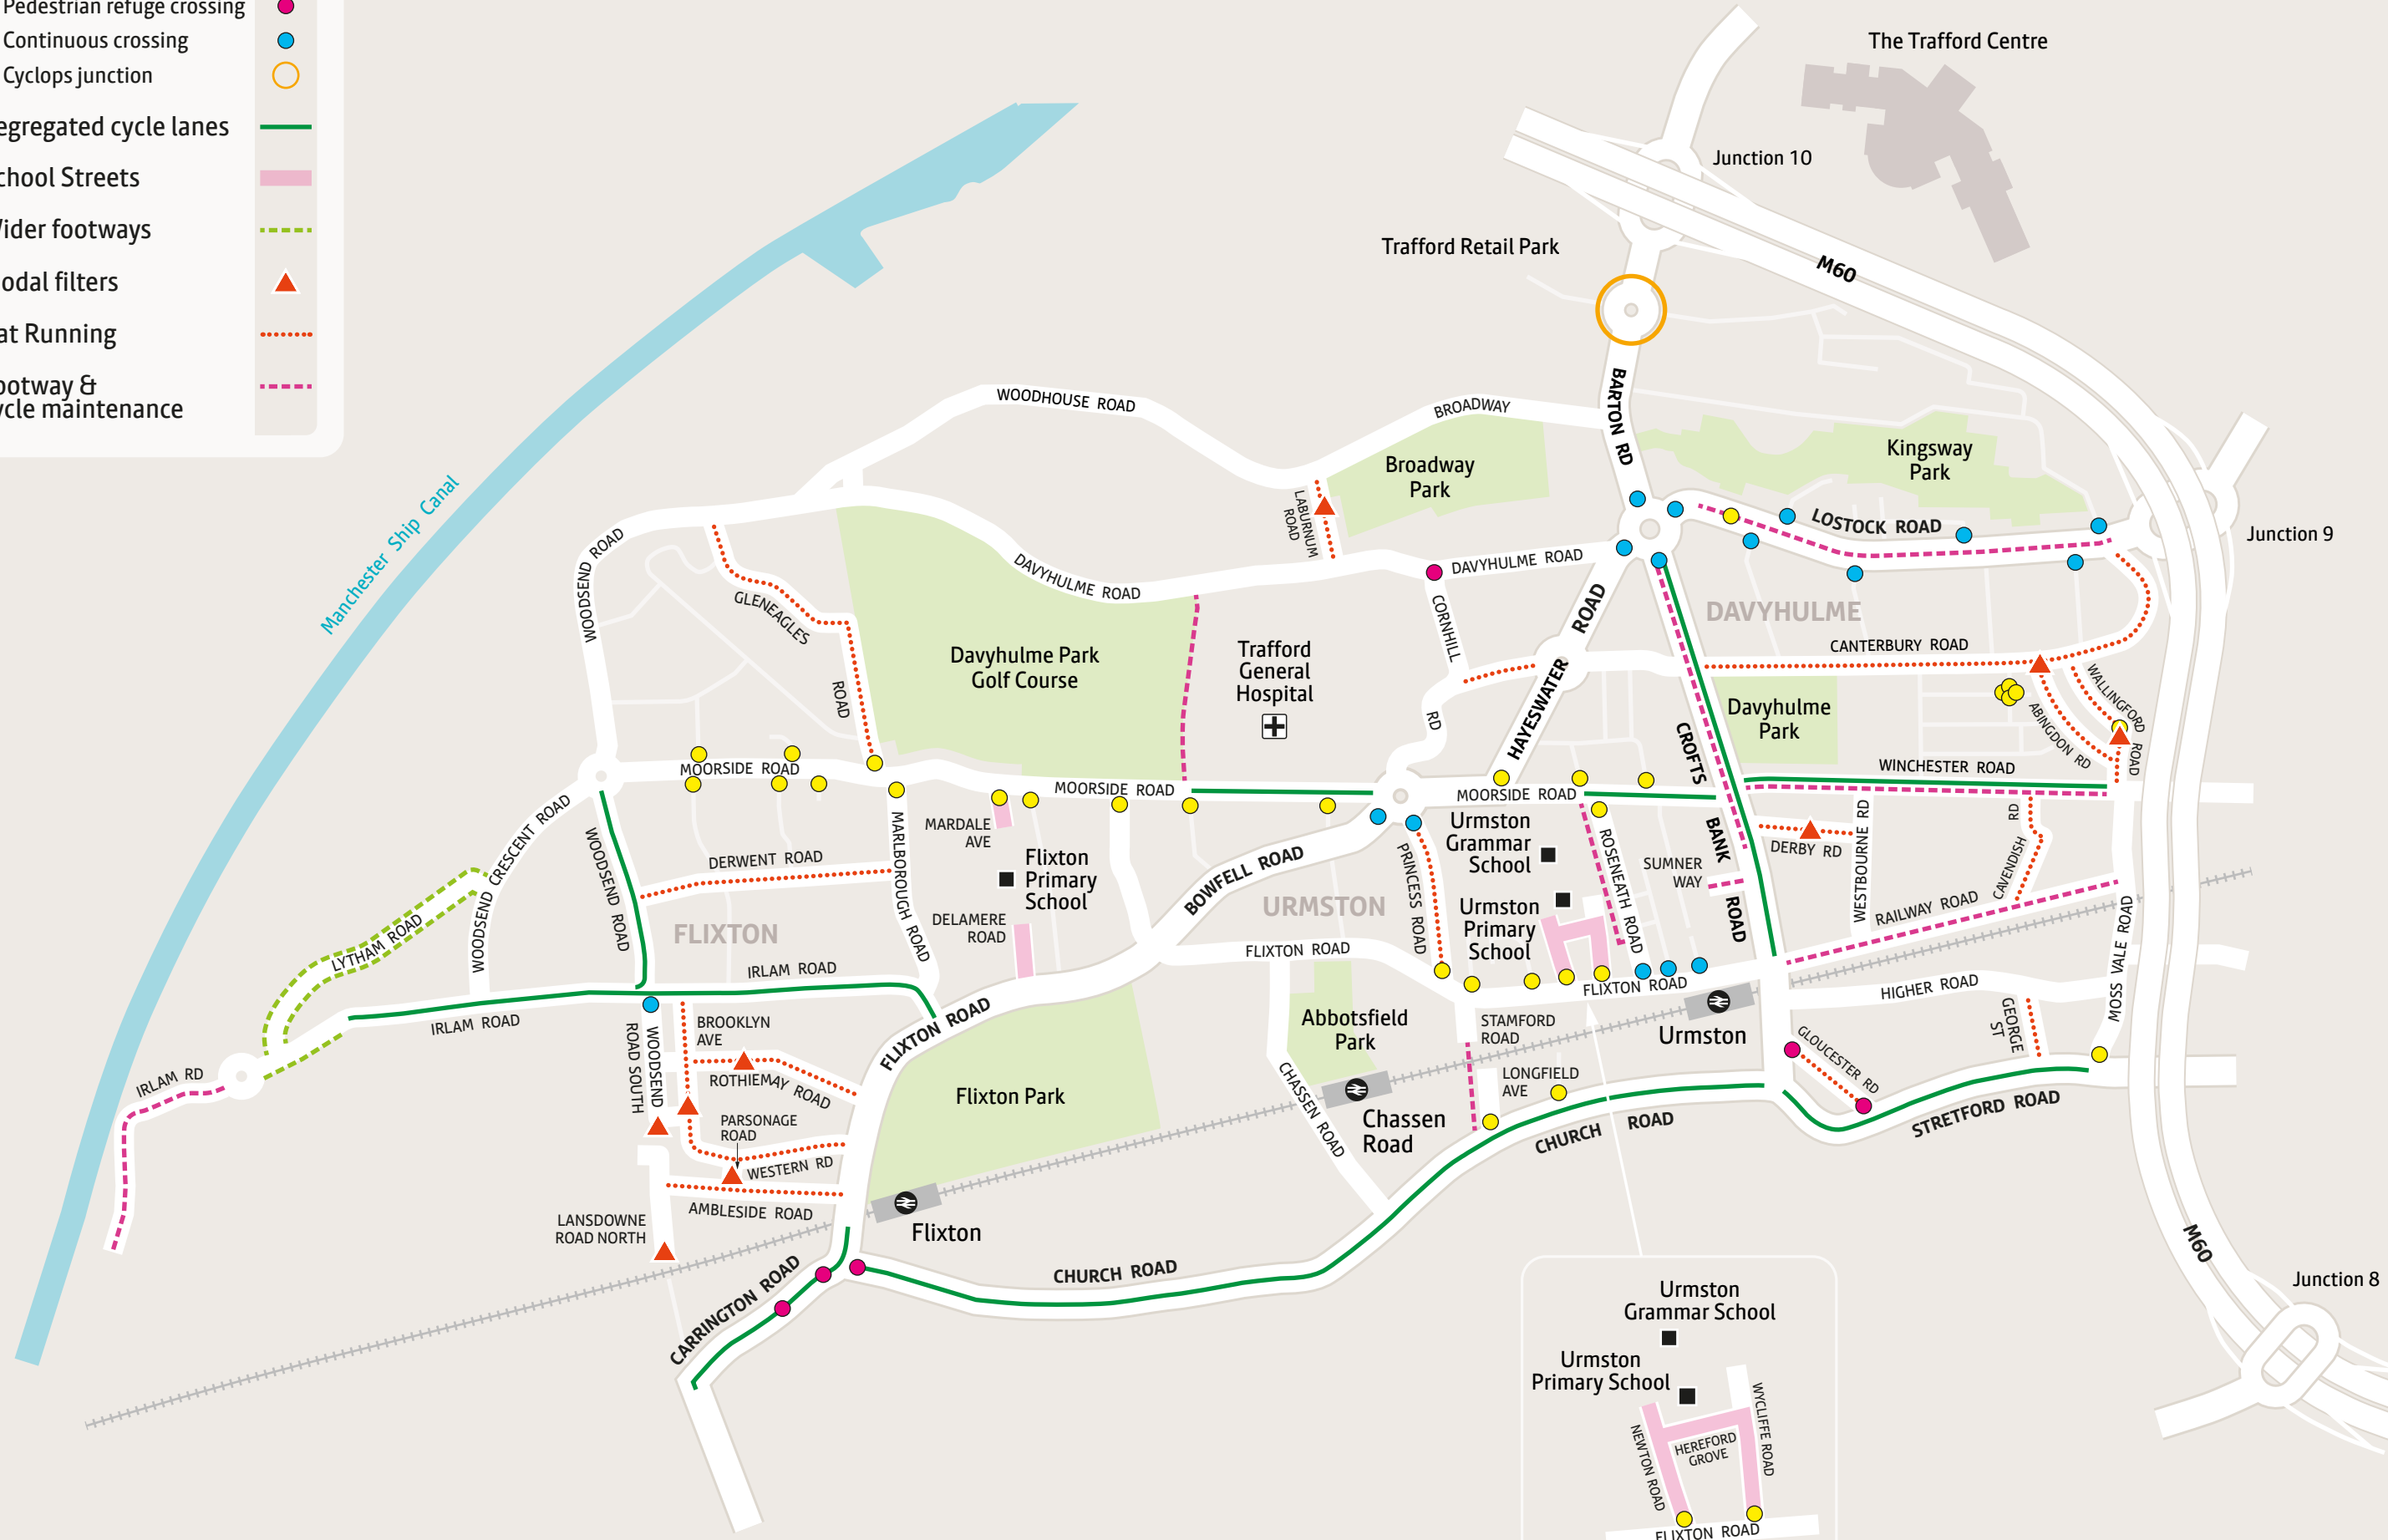 Pedestrian refuge crossing
Continuous crossing
Cyclops junction
egregated cycle lanes
chool Streets
ider footways
odal filters
at Running
ootway &
ycle maintenance
The Trafford Centre
Junction 10
Trafford Retail Park
M60
BARTON RD
WOODHOUSE ROAD
BROADWAY
Broadway
Park
Kingsway
Park
Manchester Ship Canal
LABURNUM
ROAD
LOSTOCK ROAD
Junction 9
WOODSEND ROAD
DAVYHULME ROAD
DAVYHULME ROAD
GLENEAGLES
ROAD
CORNHILL
RD
HAYESWATER
ROAD
DAVYHULME
CANTERBURY ROAD
Davyhulme Park
Golf Course
Trafford
General
Hospital
Davyhulme
Park
WALLINGFORD
ROAD
ABINGDON RD
CROFTS
BANK
ROAD
MOORSIDE ROAD
MOORSIDE ROAD
MOORSIDE ROAD
WINCHESTER ROAD
WOODSEND CRESCENT ROAD
WOODSEND ROAD
MARLBOROUGH ROAD
MARDALE
AVE
Flixton
Primary
School
DERWENT ROAD
DELAMERE
ROAD
BOWFELL ROAD
PRINCESS ROAD
Urmston
Grammar
School
Urmston
Primary
School
ROSENEATH ROAD
SUMNER
WAY
DERBY RD
WESTBOURNE RD
CAVENDISH
RD
RAILWAY ROAD
MOSS VALE ROAD
URMSTON
FLIXTON
LYTHAM ROAD
IRLAM ROAD
IRLAM ROAD
IRLAM RD
FLIXTON ROAD
FLIXTON ROAD
FLIXTON ROAD
HIGHER ROAD
GEORGE
ST
GLOUCESTER RD
Urmston
STAMFORD
ROAD
LONGFIELD
AVE
Abbotsfield
Park
CHASSEN ROAD
Chassen
Road
Flixton Park
WOODSEND
ROAD SOUTH
BROOKLYN
AVE
ROTHIEMAY ROAD
PARSONAGE
ROAD
WESTERN RD
AMBLESIDE ROAD
LANSDOWNE
ROAD NORTH
Flixton
CARRINGTON ROAD
CHURCH ROAD
CHURCH ROAD
STRETFORD ROAD
M60
Junction 8
Urmston
Grammar School
Urmston
Primary School
NEWTON ROAD
HEREFORD
GROVE
WYCLIFFE ROAD
FLIXTON ROAD